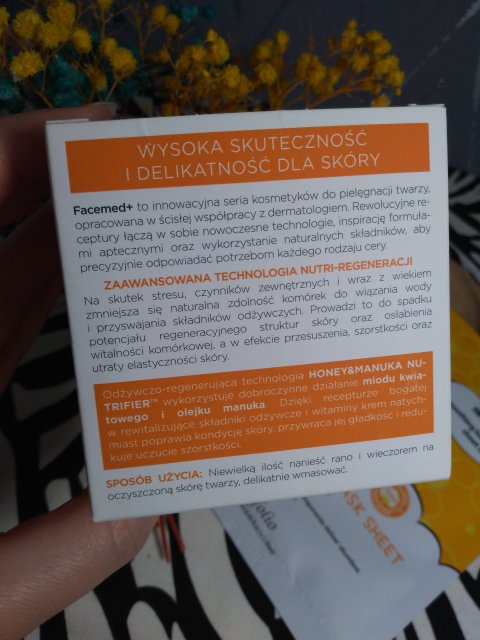 WYSOKA SKUTECZNOŚĆ
I DELIKATNOŚĆ DLA SKÓRY
Facemed+ to innowacyjna seria kosmetyków do pielęgnacji twarzy,
opracowana w ścisłej współpracy z dermatologiem. Rewolucyjne re-
ceptury łączą w sobie nowoczesne technologie, inspirację formuła-
mi aptecznymi oraz wykorzystanie naturalnych składników, aby
precyzyjnie odpowiadać potrzebom każdego rodzaju cery.
ZAAWANSOWANA TECHNOLOGIA NUTRI-REGENERACJI
Na skutek stresu, czynników zewnętrznych i wraz z wiekiem
zmniejsza się naturalna zdolność komórek do wiązania wody
i przyswajania składników odżywczych. Prowadzi to do spadku
potencjału regeneracyjnego struktur skóry oraz osłabienia
witalności komórkowej, a w efekcie przesuszenia, szorstkości oraz
utraty elastyczności skóry.
Odżywczo-regenerująca technologia HONEY&MANUKA NU-
TRIFIER™ wykorzystuje dobroczynne działanie miodu kwia-
towego i olejku manuka. Dzięki recepturze bogatej
w rewitalizujące składniki odżywcze i witaminy krem natych-
miast poprawia kondycję skóry, przywraca jej gładkość i redu-
kuje uczucie szorstkości.
SPOSÓB UŻYCIA: Niewielką ilość nanieść rano i wieczorem na
oczyszczoną skórę twarzy, delikatnie wmasować.
ASK SHEET